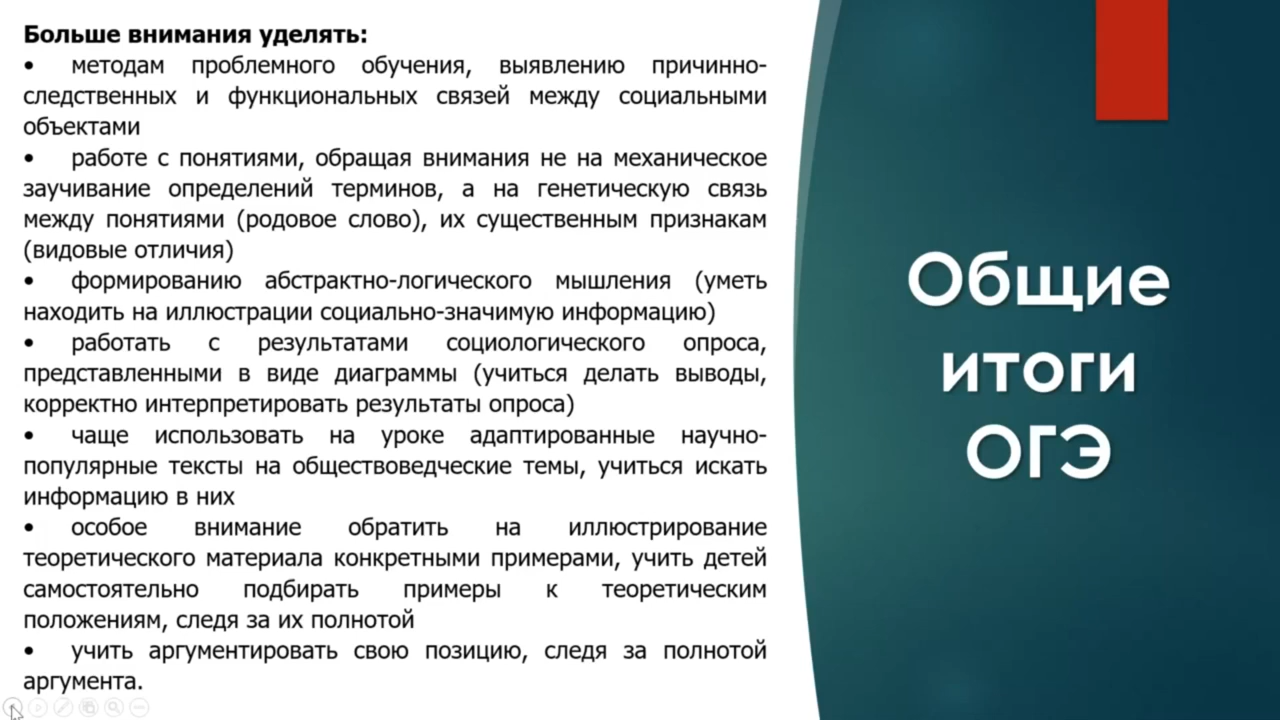 Больше внимания уделять:
• методам проблемного обучения, выявлению причинно-
следственных и функциональных связей между социальными
объектами
• работе с понятиями, обращая внимания не на механическое
заучивание определений терминов, а на генетическую связь
между понятиями (родовое слово), их существенным признакам
(видовые отличия)
• формированию абстрактно-логического мышления (уметь
находить на иллюстрации социально-значимую информацию)
• работать с результатами социологического опроса,
представленными в виде диаграммы (учиться делать выводы,
корректно интерпретировать результаты опроса)
• чаще использовать на уроке адаптированные научно-
популярные тексты на обществоведческие темы, учиться искать
информацию в них
• особое внимание обратить на иллюстрирование
теоретического материала конкретными примерами, учить детей
самостоятельно подбирать примеры к теоретическим
положениям, следя за их полнотой
• учить аргументировать свою позицию, следя за полнотой
аргумента.
Общие
итоги
ОГЭ